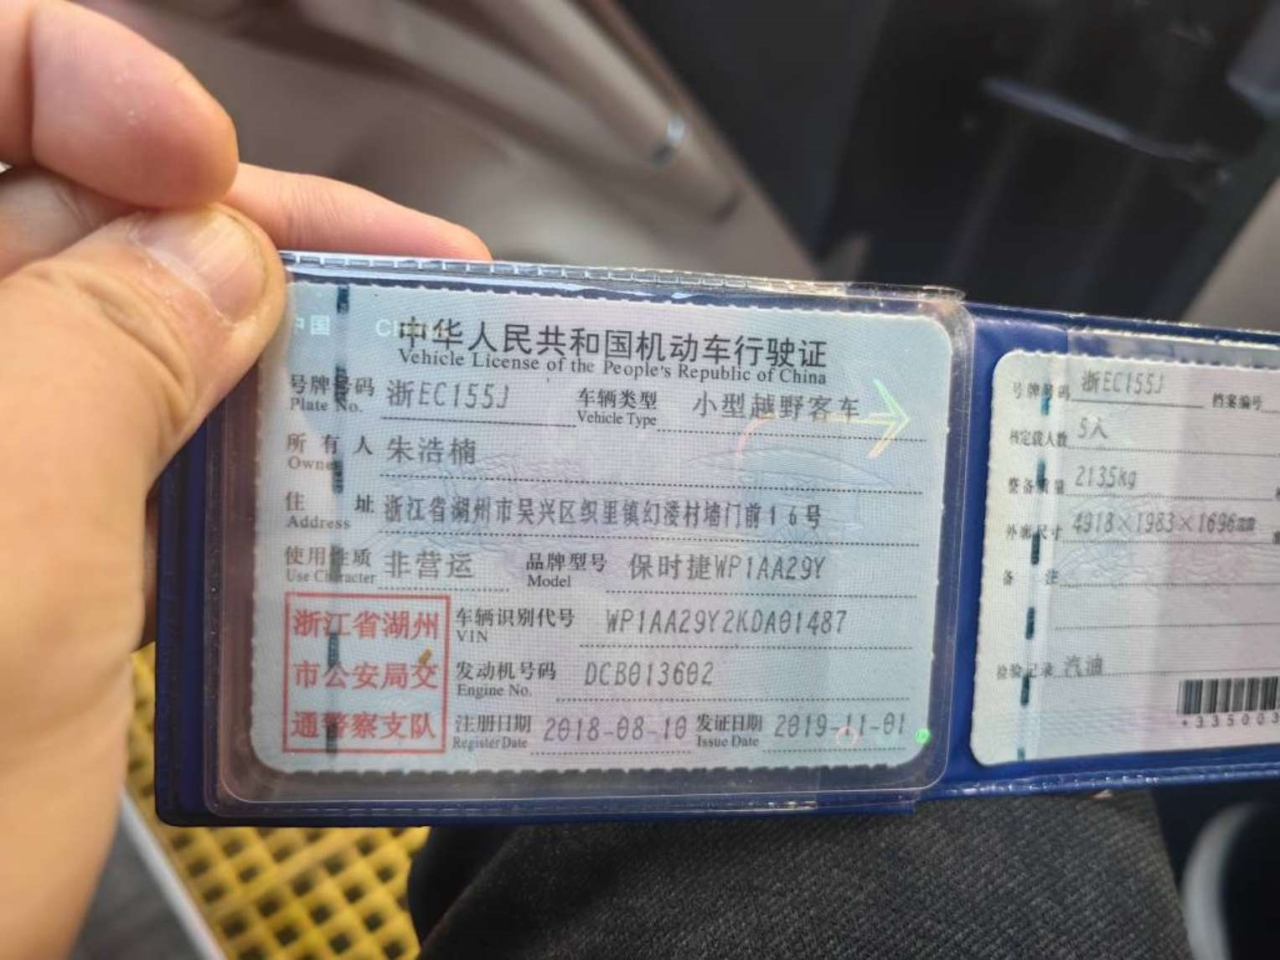 中国 CHINA
中华人民共和国机动车行驶证
Vehicle License of the People's Republic of China
号牌号码 浙EC155J 车辆类型 小型越野客车
Plate No. Vehicle Type
所有人 朱浩楠
Owner
住址 浙江省湖州市吴兴区织里镇幻溇村墙门前16号
Address
使用性质 非营运 品牌型号 保时捷WP1AA29Y
Use Character Model
浙江省湖州
市公安局交
通警察支队
车辆识别代号 WP1AA29Y2KDA01487
VIN
发动机号码 DCB013602
Engine No.
注册日期 2018-08-10 发证日期 2019-11-01
Register Date Issue Date
号牌号码 浙EC155J 档案编号
核定载人数 5人
整备质量 2135kg
外廓尺寸 4918×1983×1696mm
备注
检验记录 汽油